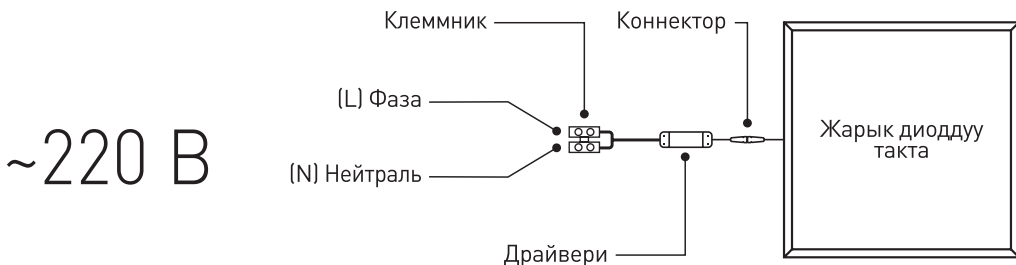 Клеммник
Коннектор
(L) Фаза
~220 В
(N) Нейтраль
Жарык диоддуу
такта
Драйвери